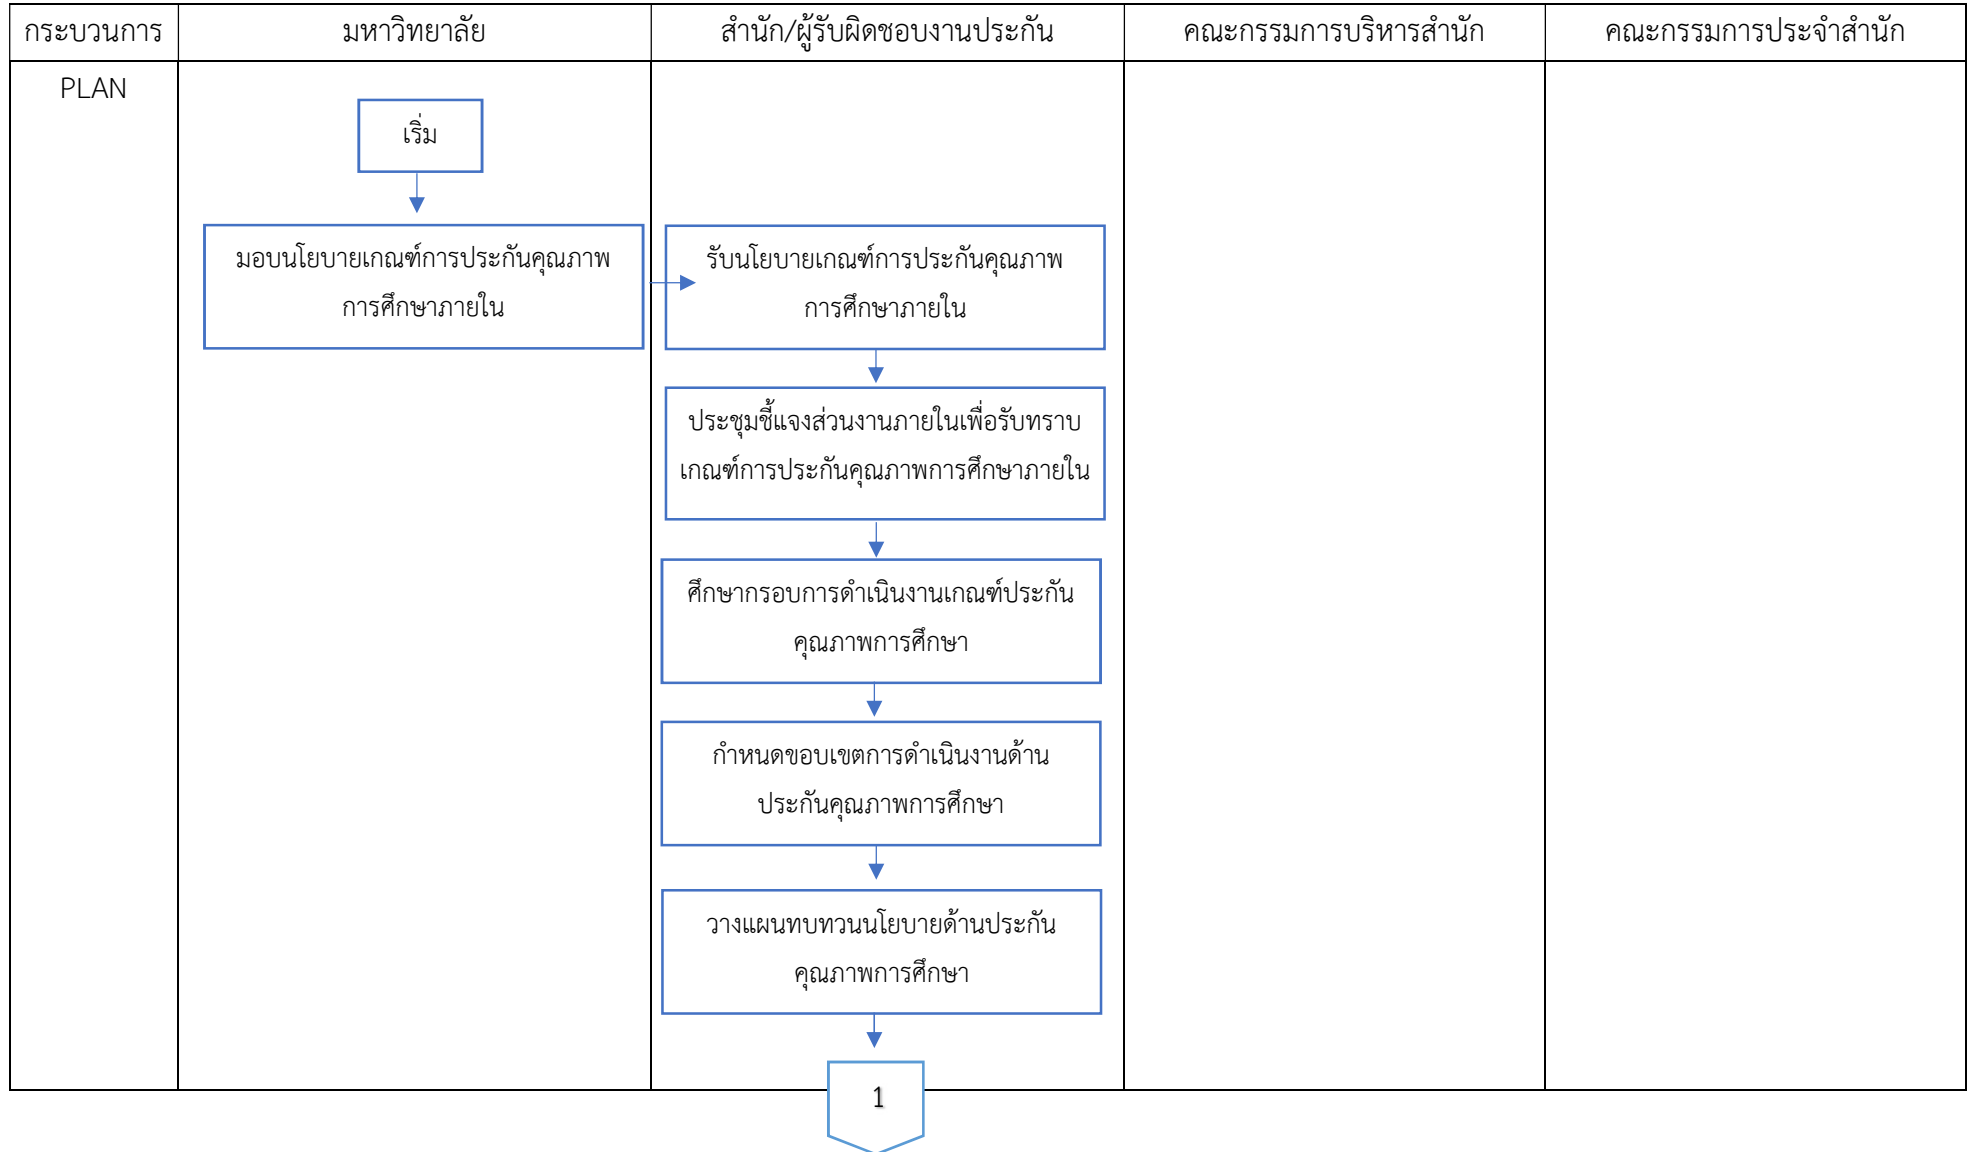 กระบวนการ มหาวิทยาลัย สำนัก/ผู้รับผิดชอบงานประกัน คณะกรรมการบริหารสำนัก คณะกรรมการประจำสำนัก
PLAN
เริ่ม
มอบนโยบายเกณฑ์การประกันคุณภาพ
การศึกษาภายใน
รับนโยบายเกณฑ์การประกันคุณภาพ
การศึกษาภายใน
ประชุมชี้แจงส่วนงานภายในเพื่อรับทราบ
เกณฑ์การประกันคุณภาพการศึกษาภายใน
ศึกษากรอบการดำเนินงานเกณฑ์ประกัน
คุณภาพการศึกษา
กำหนดขอบเขตการดำเนินงานด้าน
ประกันคุณภาพการศึกษา
วางแผนทบทวนนโยบายด้านประกัน
คุณภาพการศึกษา
1